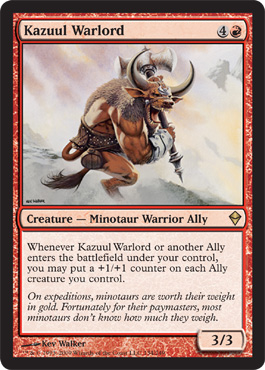 Kazuul Warlord 4
Creature — Minotaur Warrior Ally
Whenever Kazuul Warlord or another Ally
enters the battlefield under your control,
you may put a +1/+1 counter on each Ally
creature you control.
On expeditions, minotaurs are worth their weight
in gold. Fortunately for their paymasters, most
minotaurs don't know how much they weigh.
3/3
Kev Walker